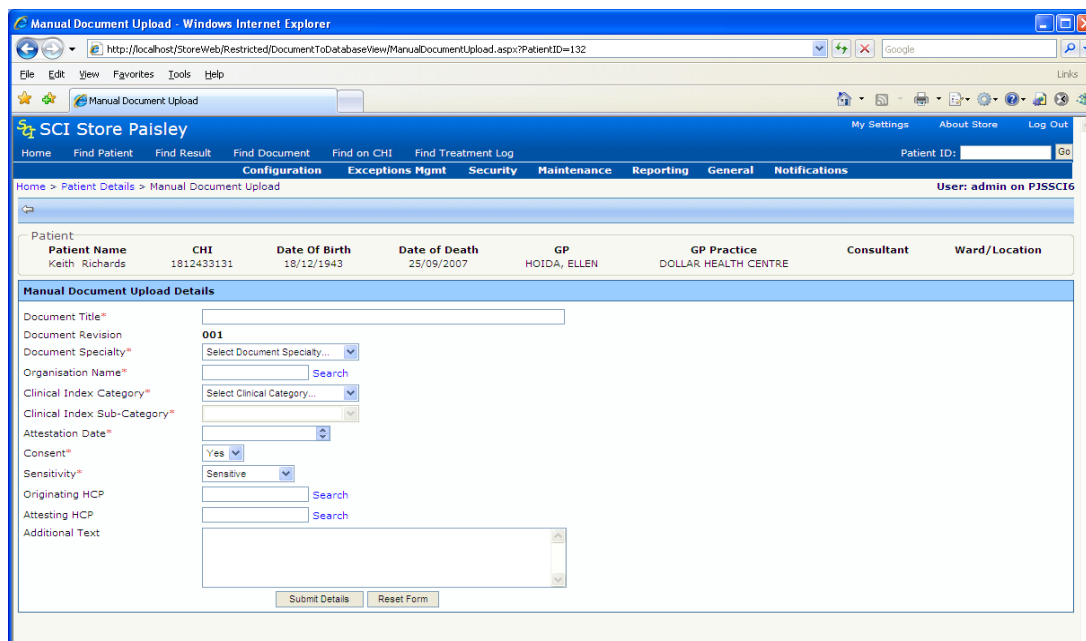 Manual Document Upload - Windows Internet Explorer
http://localhost/StoreWeb/Restricted/DocumentToDatabaseView/ManualDocumentUpload.aspx?PatientID=132
Google
File Edit View Favorites Tools Help
Links
Manual Document Upload
SCI Store Paisley
My Settings About Store Log Out
Home Find Patient Find Result Find Document Find on CHI Find Treatment Log
Patient ID: Go
Configuration Exceptions Mgmt Security Maintenance Reporting General Notifications
Home > Patient Details > Manual Document Upload
User: admin on PJSSCI6
Patient
Patient Name CHI Date Of Birth Date of Death GP GP Practice Consultant Ward/Location
Keith Richards 1812433131 18/12/1943 25/09/2007 HOIDA, ELLEN DOLLAR HEALTH CENTRE
Manual Document Upload Details
Document Title*
Document Revision 001
Document Specialty* Select Document Specialty...
Organisation Name* Search
Clinical Index Category* Select Clinical Category...
Clinical Index Sub-Category*
Attestation Date*
Consent* Yes
Sensitivity* Sensitive
Originating HCP Search
Attesting HCP Search
Additional Text
Submit Details Reset Form